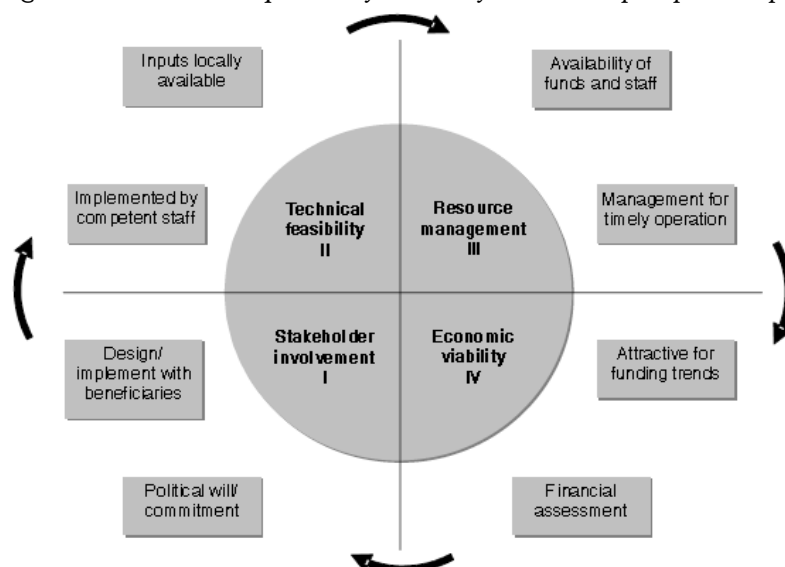 Inputs locally
available
Availability of
funds and staff
Implemented by
competent staff
Technical
feasibility
II
Resource
management
III
Management for
timely operation
Design/
implement with
beneficiaries
Stakeholder
involvement
I
Economic
viability
IV
Attractive for
funding trends
Political will/
commitment
Financial
assessment